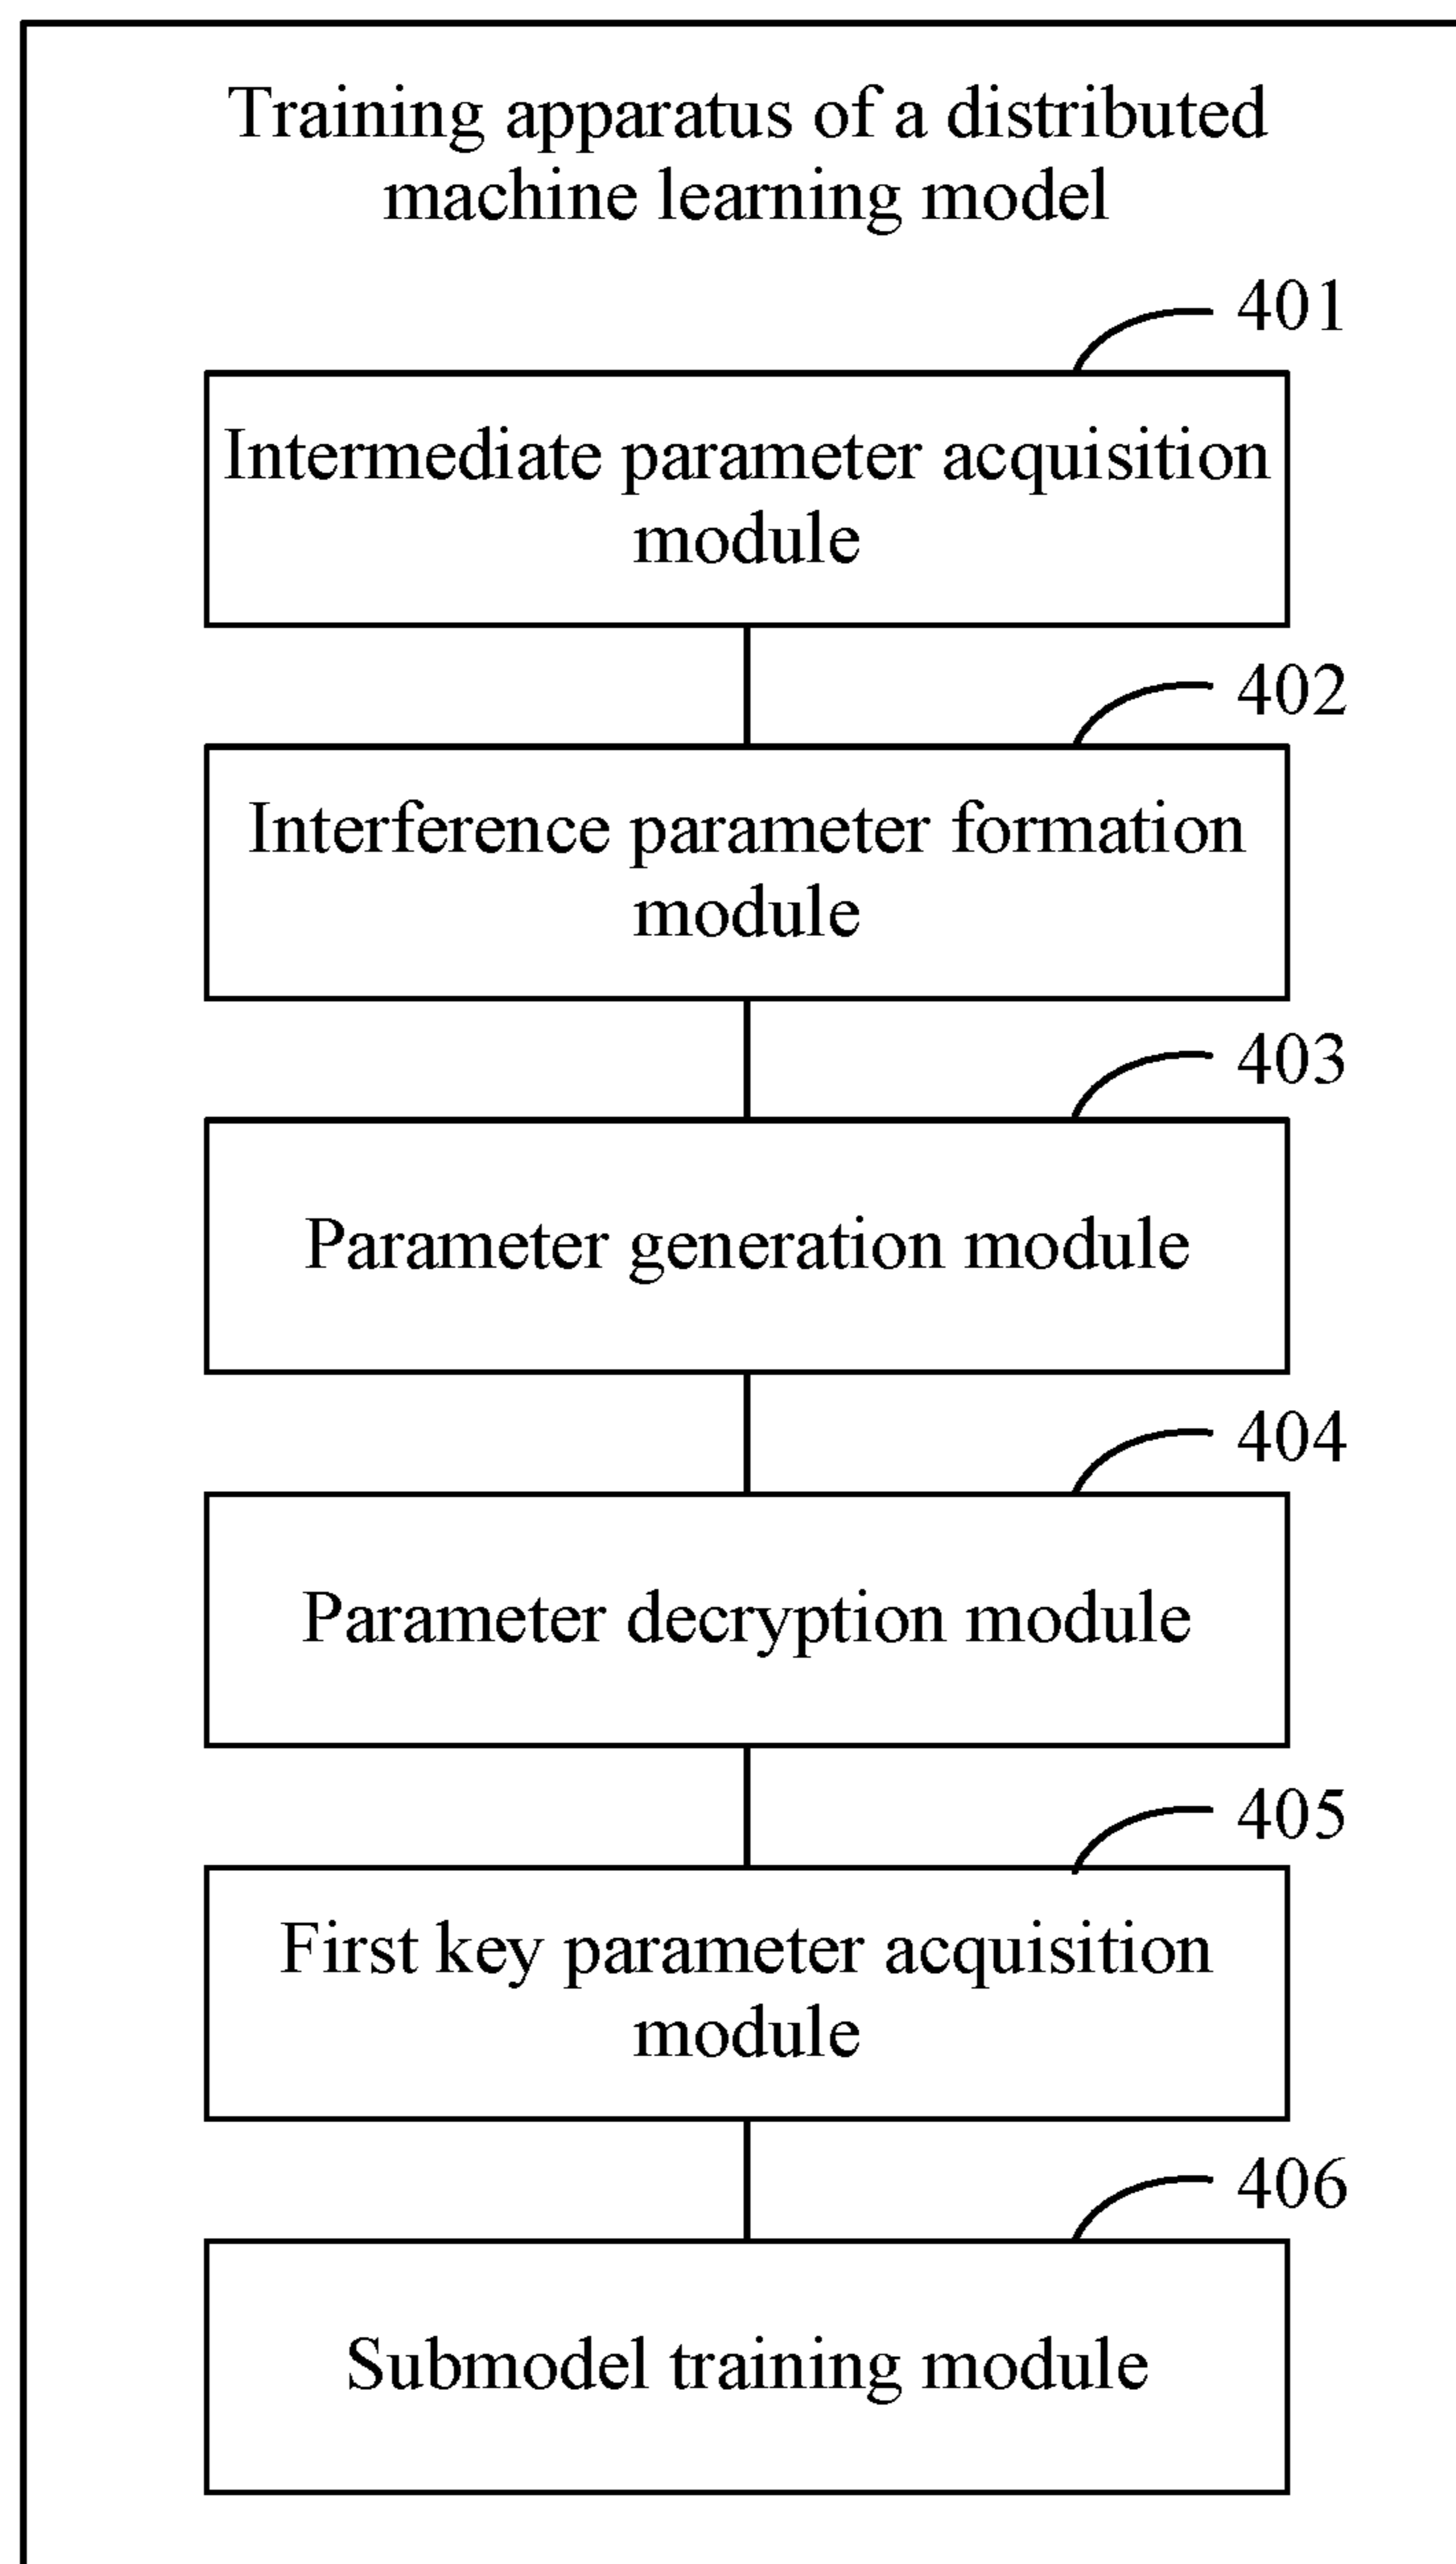 Training apparatus of a distributed
machine learning model
401
Intermediate parameter acquisition
module
402
Interference parameter formation
module
403
Parameter generation module
404
Parameter decryption module
405
First key parameter acquisition
module
406
Submodel training module